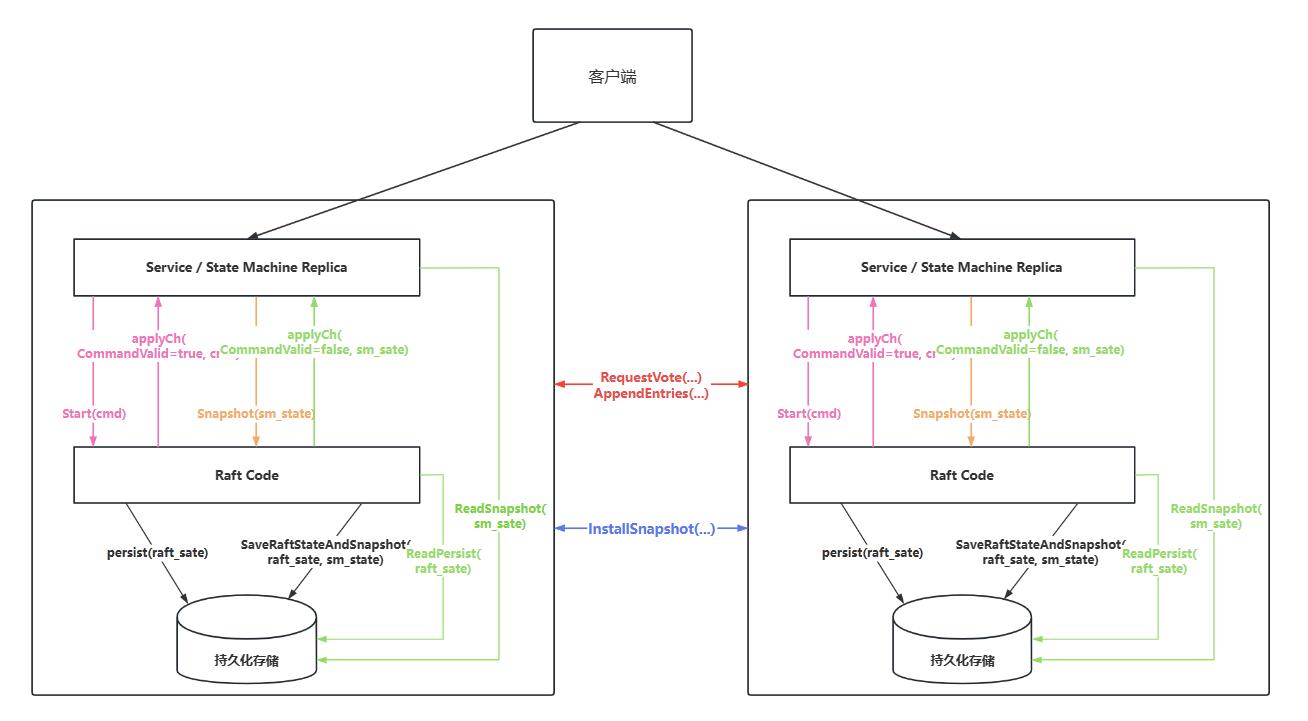 客户端
Service / State Machine Replica
applyCh(
CommandValid=true,
applyCh(
CommandValid=false, sm_sate)
Start(cmd)
Snapshot(sm_state)
Raft Code
persist(raft_sate)
SaveRaftStateAndSnapshot(
raft_sate, sm_state)
ReadPersist(
raft_sate)
ReadSnapshot(
sm_sate)
持久化存储
RequestVote(...)
AppendEntries(...)
InstallSnapshot(...)
Service / State Machine Replica
applyCh(
CommandValid=true,
applyCh(
CommandValid=false, sm_sate)
Start(cmd)
Snapshot(sm_state)
Raft Code
persist(raft_sate)
SaveRaftStateAndSnapshot(
raft_sate, sm_state)
ReadPersist(
raft_sate)
ReadSnapshot(
sm_sate)
持久化存储